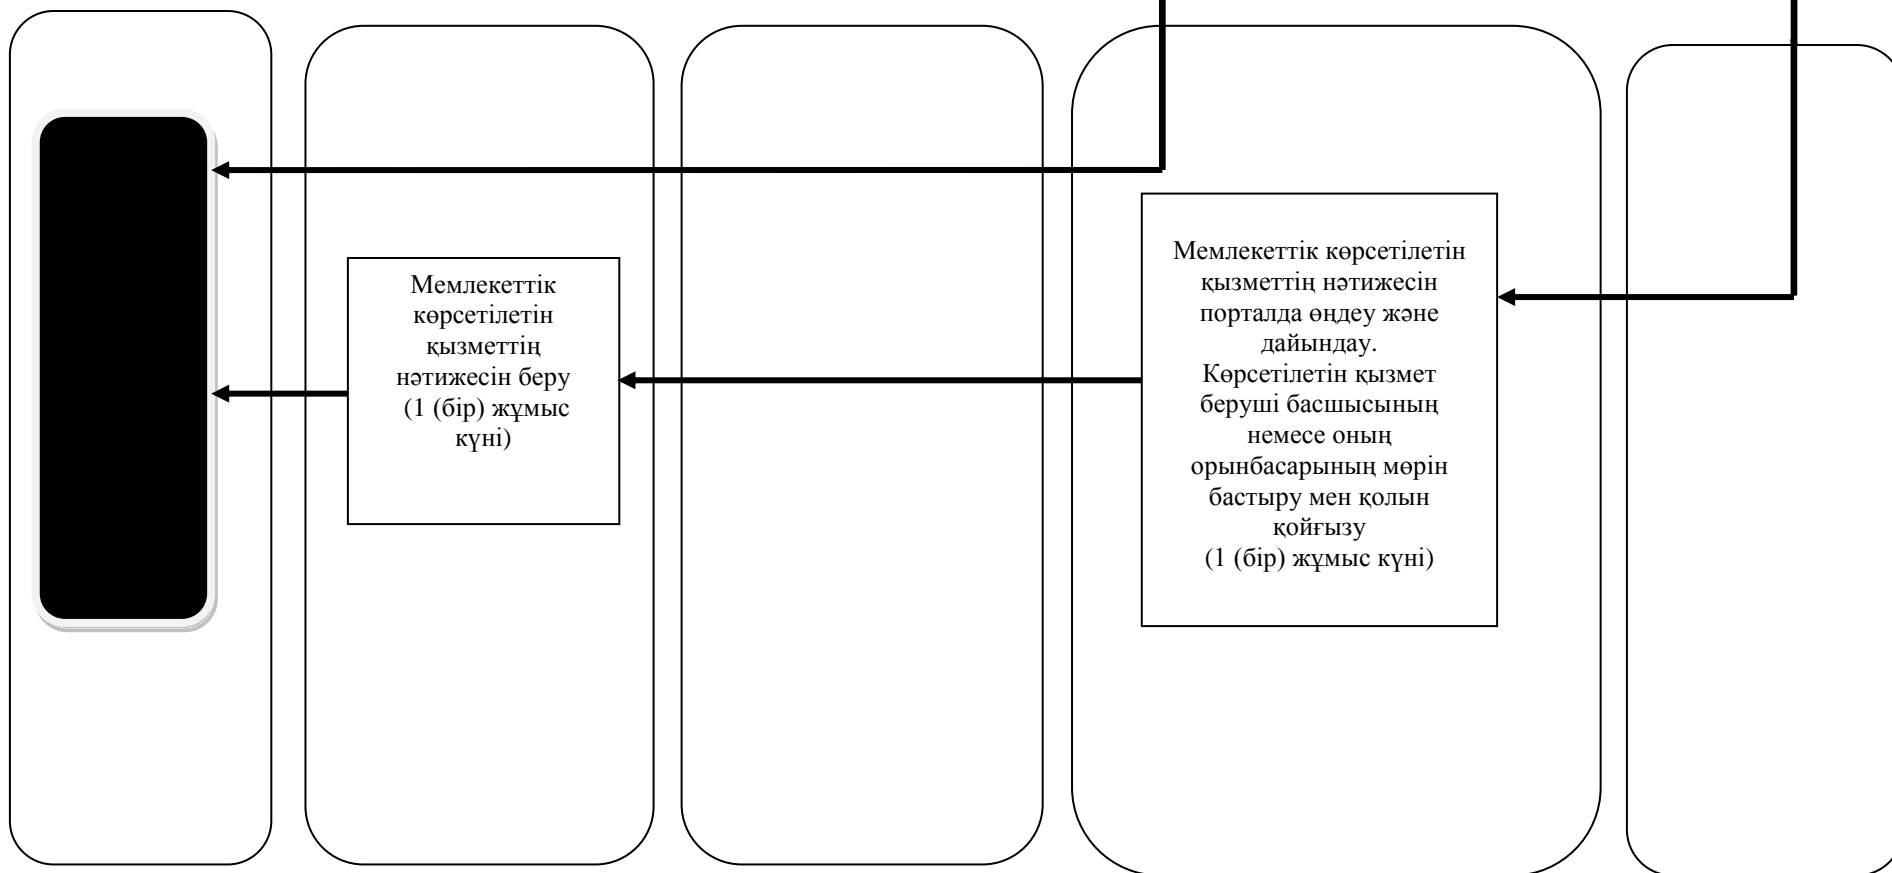 Мемлекеттік
көрсетілетін
қызметтің
нәтижесін беру
(1 (бір) жұмыс
күні)
Мемлекеттік көрсетілетін
қызметтің нәтижесін
порталда өңдеу және
дайындау.
Көрсетілетін қызмет
беруші басшысының
немесе оның
орынбасарының мөрін
бастыру мен қолын
қойғызу
(1 (бір) жұмыс күні)